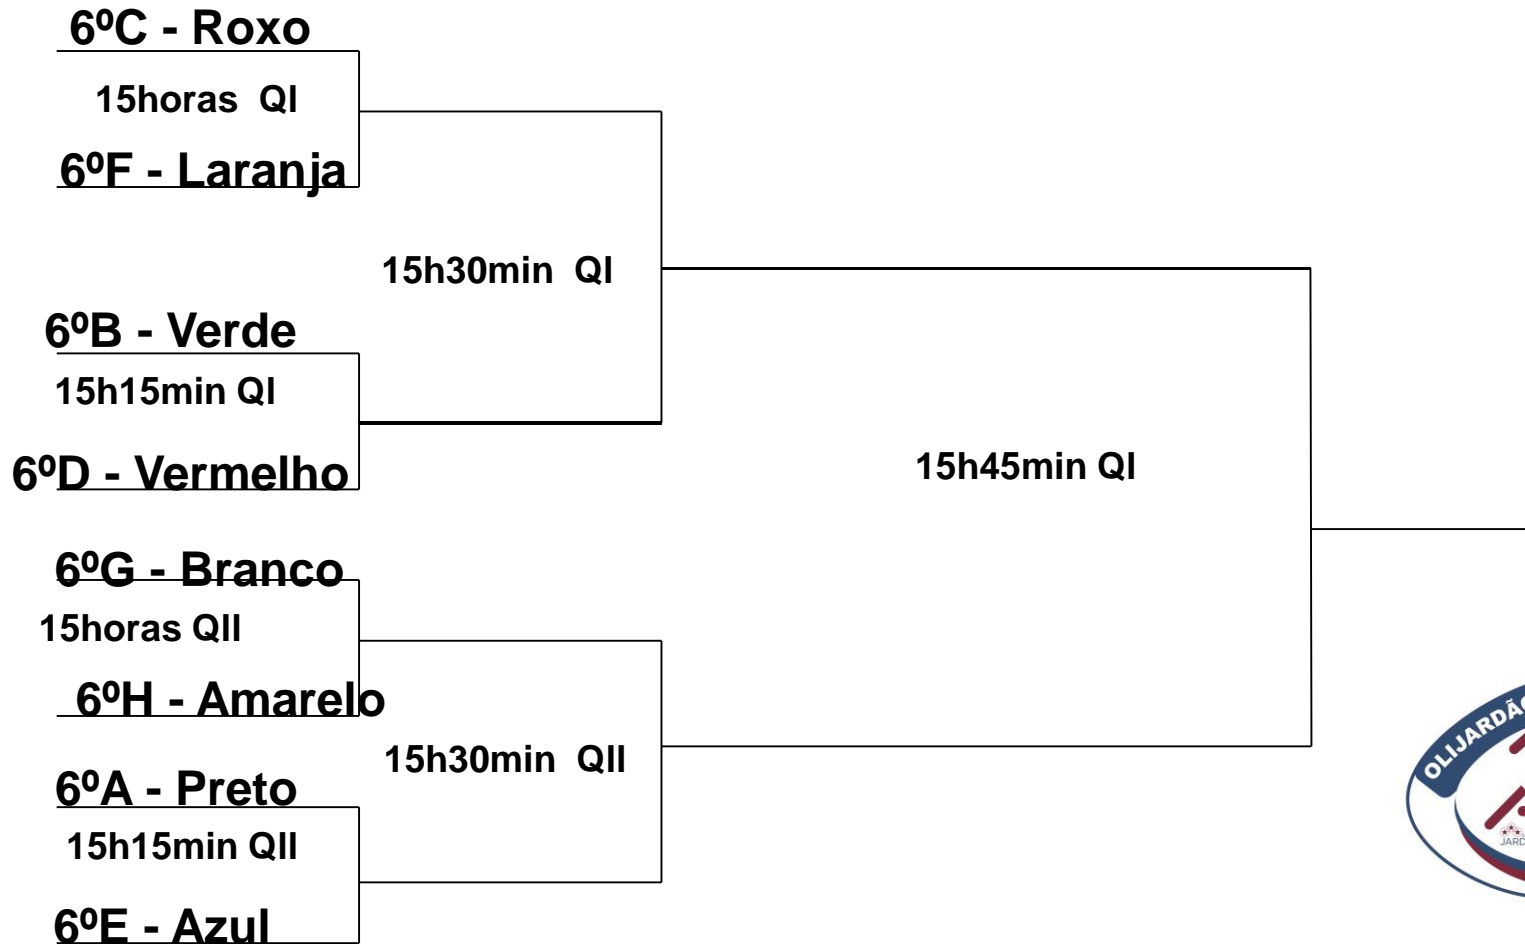 6ºC - Roxo
15horas QI
6ºF - Laranja
15h30min QI
6ºB - Verde
15h15min QI
6ºD - Vermelho
15h45min QI
6ºG - Branco
15horas QII
6ºH - Amarelo
15h30min QII
6ºA - Preto
15h15min QII
6ºE - Azul
OLIJARDÃO